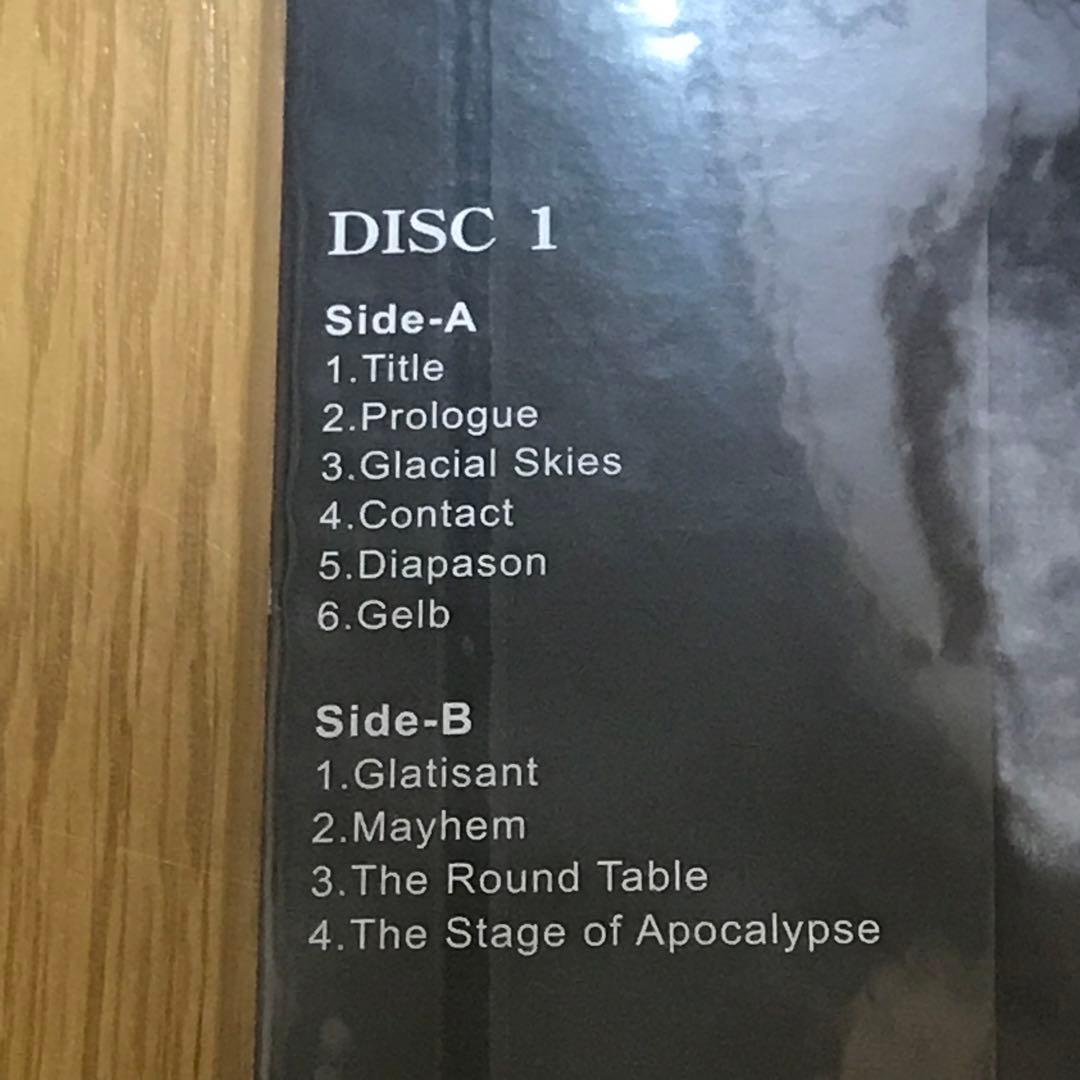 DISC 1
Side-A
1.Title
2.Prologue
3.Glacial Skies
4.Contact
5.Diapason
6.Gelb
Side-B
1.Glatisant
2.Mayhem
3.The Round Table
4.The Stage of Apocalypse